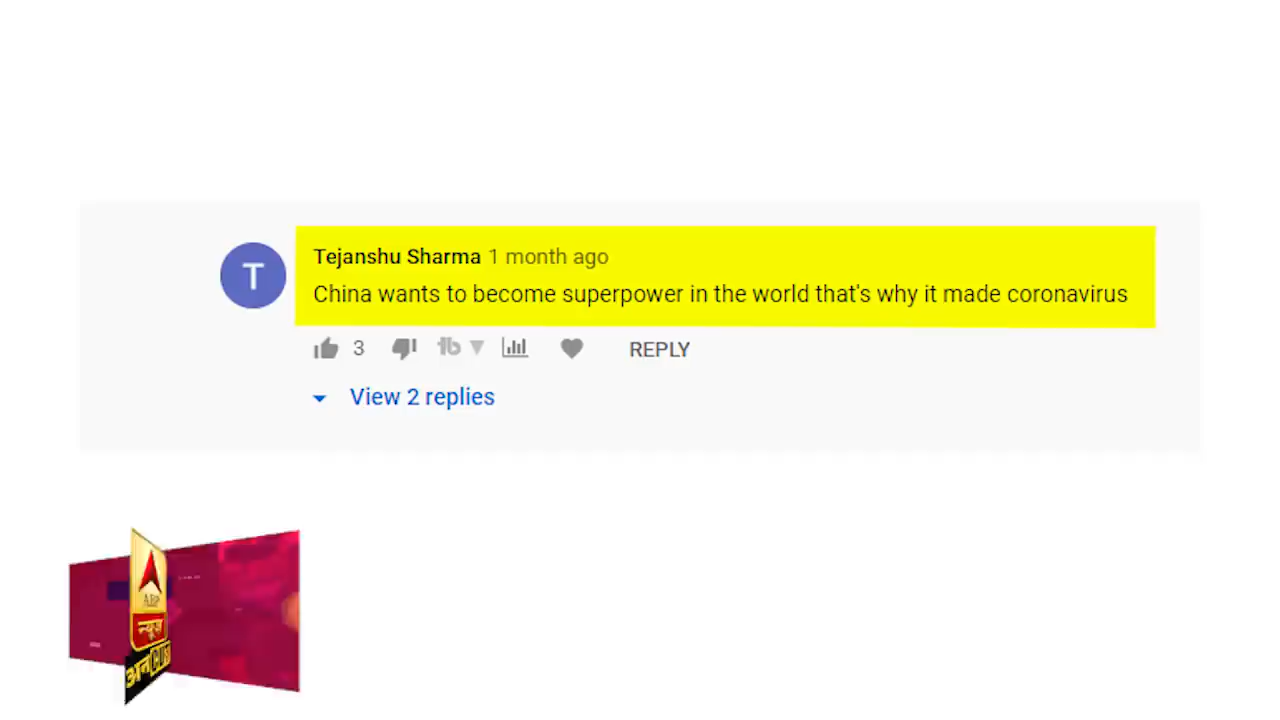 T
Tejanshu Sharma 1 month ago
China wants to become superpower in the world that's why it made coronavirus
3
REPLY
View 2 replies
ABP
न्यूज़
अनCUT